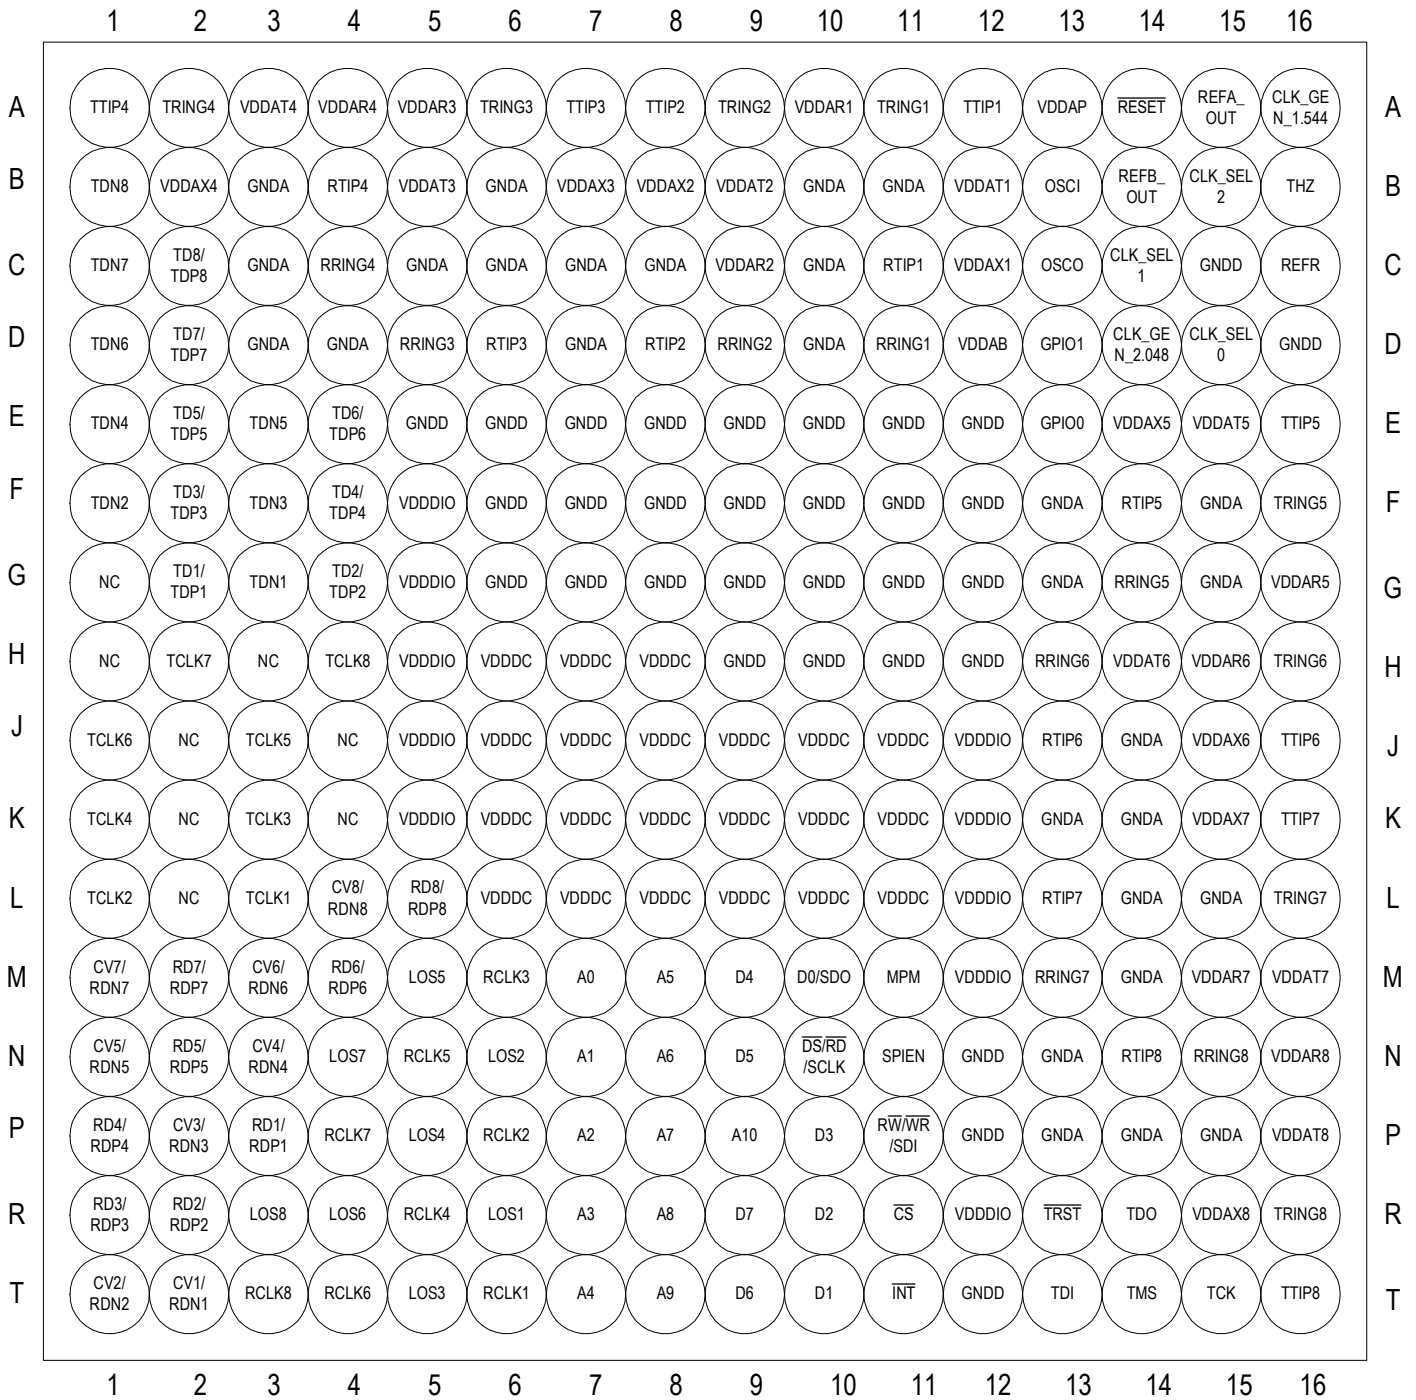 1 2 3 4 5 6 7 8 9 10 11 12 13 14 15 16
A TTIP4 TRING4 VDDAT4 VDDAR4 VDDAR3 TRING3 TTIP3 TTIP2 TRING2 VDDAR1 TRING1 TTIP1 VDDAP RESET REFA_ CLK_GE A
OUT N_1.544
B TDN8 VDDAX4 GNDA RTIP4 VDDAT3 GNDA VDDAX3 VDDAX2 VDDAT2 GNDA GNDA VDDAT1 OSCI REFB_ CLK_SEL THZ B
OUT 2
C TDN7 TD8/ GNDA RRING4 GNDA GNDA GNDA GNDA VDDAR2 GNDA RTIP1 VDDAX1 OSCO CLK_SEL GNDD REFR C
TDP8 1
D TDN6 TD7/ GNDA GNDA RRING3 RTIP3 GNDA RTIP2 RRING2 GNDA RRING1 VDDAB GPIO1 CLK_GE CLK_SEL GNDD D
TDP7 N_2.048 0
E TDN4 TD5/ TDN5 TD6/ GNDD GNDD GNDD GNDD GNDD GNDD GNDD GNDD GPIO0 VDDAX5 VDDAT5 TTIP5 E
TDP5 TDP6
F TDN2 TD3/ TDN3 TD4/ VDDDIO GNDD GNDD GNDD GNDD GNDD GNDD GNDD GNDA RTIP5 GNDA TRING5 F
TDP3 TDP4
G NC TD1/ TDN1 TD2/ VDDDIO GNDD GNDD GNDD GNDD GNDD GNDD GNDD GNDA RRING5 GNDA VDDAR5 G
TDP1 TDP2
H NC TCLK7 NC TCLK8 VDDDIO VDDDC VDDDC VDDDC GNDD GNDD GNDD GNDD RRING6 VDDAT6 VDDAR6 TRING6 H
J TCLK6 NC TCLK5 NC VDDDIO VDDDC VDDDC VDDDC VDDDC VDDDC VDDDC VDDDIO RTIP6 GNDA VDDAX6 TTIP6 J
K TCLK4 NC TCLK3 NC VDDDIO VDDDC VDDDC VDDDC VDDDC VDDDC VDDDC VDDDIO GNDA GNDA VDDAX7 TTIP7 K
L TCLK2 NC TCLK1 CV8/ RD8/ VDDDC VDDDC VDDDC VDDDC VDDDC VDDDC VDDDIO RTIP7 GNDA GNDA TRING7 L
RDN8 RDP8
M CV7/ RD7/ CV6/ RD6/ LOS5 RCLK3 A0 A5 D4 D0/SDO MPM VDDDIO RRING7 GNDA VDDAR7 VDDAT7 M
RDN7 RDP7 RDN6 RDP6
N CV5/ RD5/ CV4/ LOS7 RCLK5 LOS2 A1 A6 D5 DS/RD SPIEN GNDD GNDA RTIP8 RRING8 VDDAR8 N
RDN5 RDP5 RDN4 /SCLK
P RD4/ CV3/ RD1/ RCLK7 LOS4 RCLK2 A2 A7 A10 D3 RW/WR GNDD GNDA GNDA GNDA VDDAT8 P
RDP4 RDN3 RDP1 /SDI
R RD3/ RD2/ LOS8 LOS6 RCLK4 LOS1 A3 A8 D7 D2 CS VDDDIO TRST TDO VDDAX8 TRING8 R
RDP3 RDP2
T CV2/ CV1/ RCLK8 RCLK6 LOS3 RCLK1 A4 A9 D6 D1 INT GNDD TDI TMS TCK TTIP8 T
RDN2 RDN1
1 2 3 4 5 6 7 8 9 10 11 12 13 14 15 16